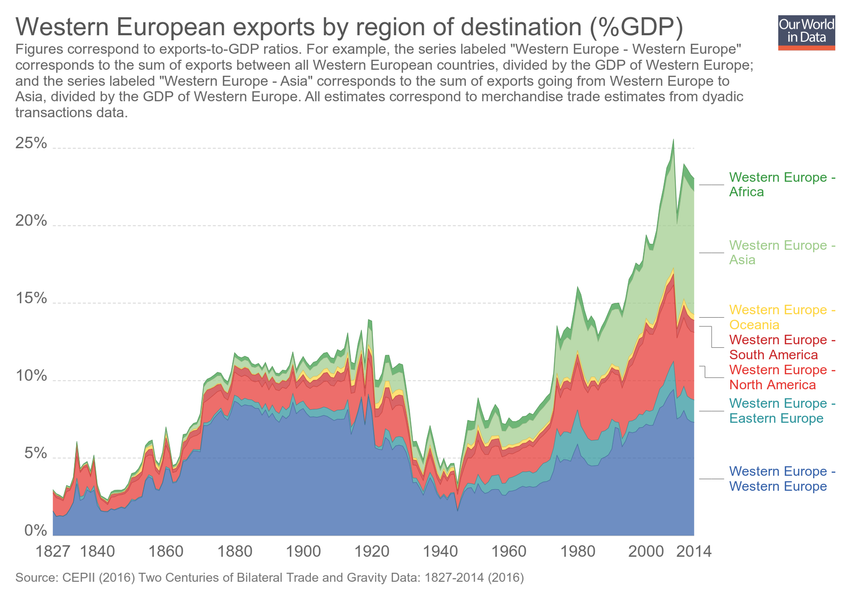 Western European exports by region of destination (%GDP)
Our World
in Data
Figures correspond to exports-to-GDP ratios. For example, the series labeled "Western Europe - Western Europe"
corresponds to the sum of exports between all Western European countries, divided by the GDP of Western Europe;
and the series labeled "Western Europe - Asia" corresponds to the sum of exports going from Western Europe to
Asia, divided by the GDP of Western Europe. All estimates correspond to merchandise trade estimates from dyadic
transactions data.
25%
20%
15%
10%
5%
0%
Western Europe -
Africa
Western Europe -
Asia
Western Europe -
Oceania
Western Europe -
South America
Western Europe -
North America
Western Europe -
Eastern Europe
Western Europe -
Western Europe
1827 1840 1860 1880 1900 1920 1940 1960 1980 2000 2014
Source: CEPII (2016) Two Centuries of Bilateral Trade and Gravity Data: 1827-2014 (2016)